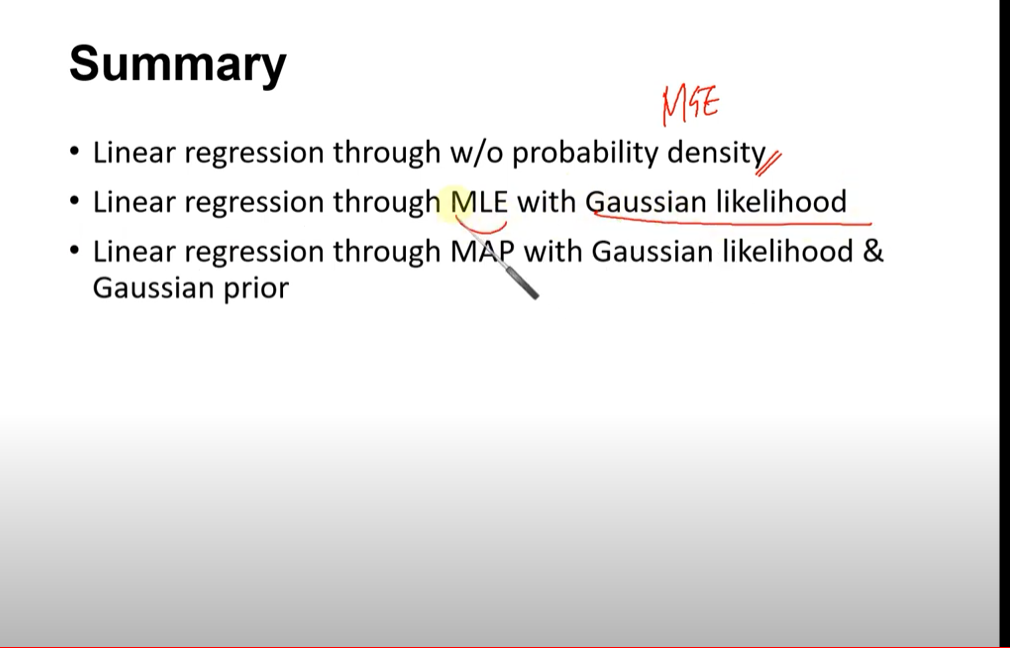 Summary
MSE
• Linear regression through w/o probability density
• Linear regression through MLE with Gaussian likelihood
• Linear regression through MAP with Gaussian likelihood &
Gaussian prior